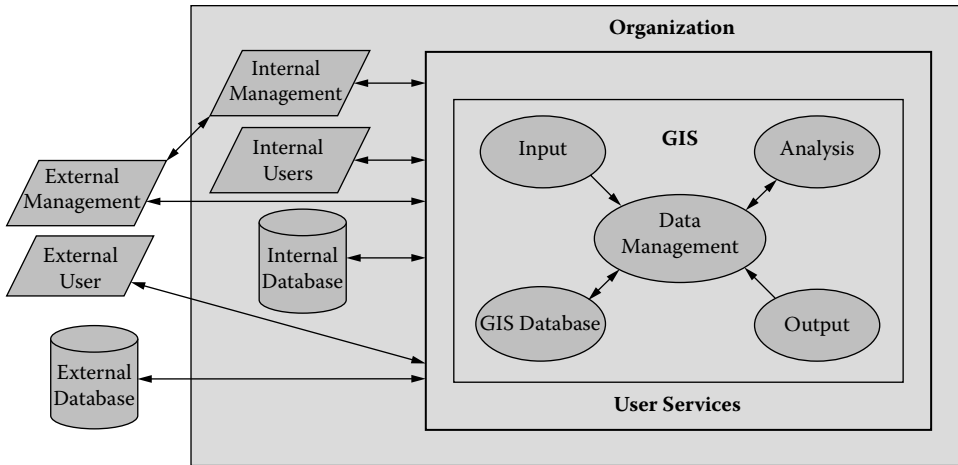 Organization
Internal
Management
Internal
Users
External
Management
External
User
Internal
Database
External
Database
GIS
Input
Analysis
Data
Management
GIS Database
Output
User Services